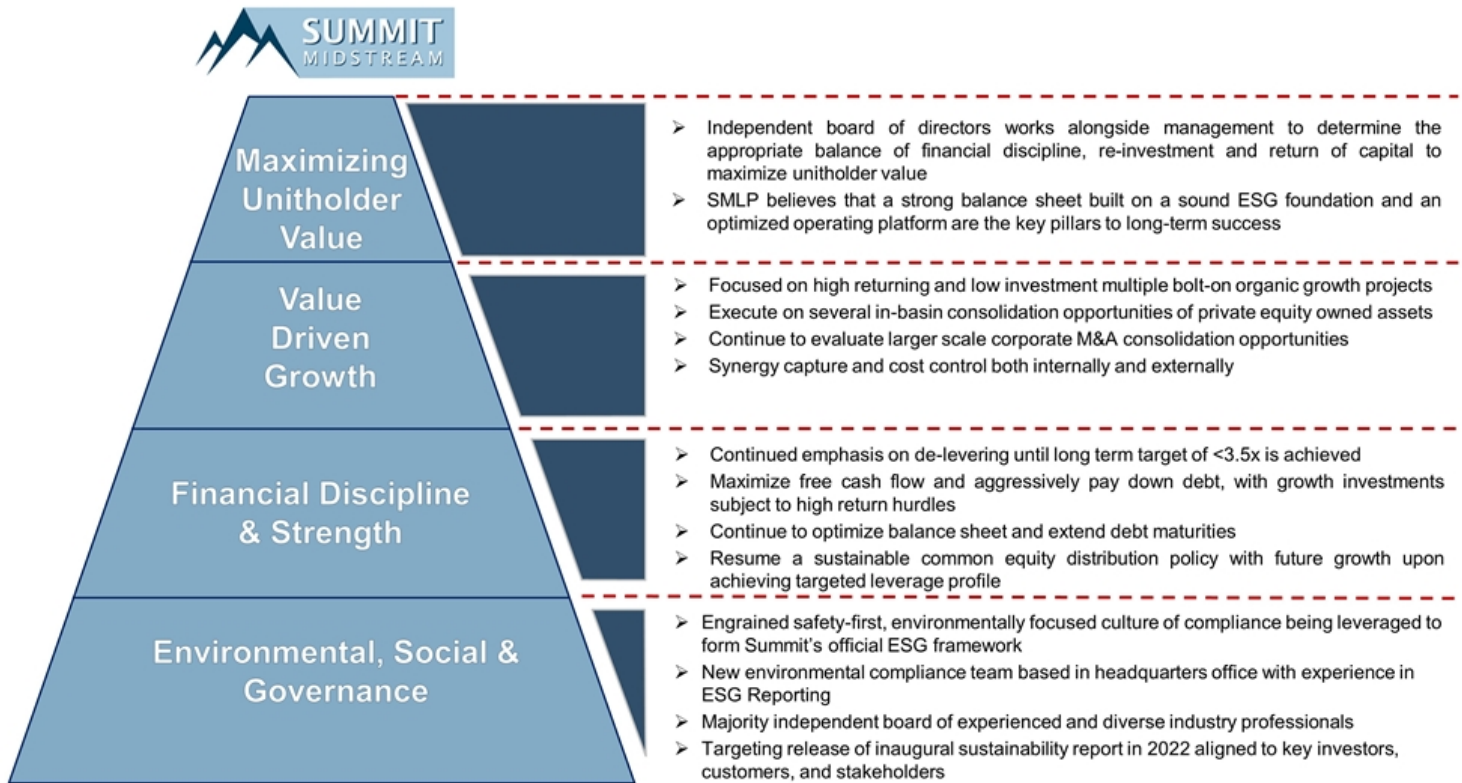 SUMMIT
MIDSTREAM
Maximizing
Unitholder
Value
➢ Independent board of directors works alongside management to determine the
appropriate balance of financial discipline, re-investment and return of capital to
maximize unitholder value
➢ SMLP believes that a strong balance sheet built on a sound ESG foundation and an
optimized operating platform are the key pillars to long-term success
Value
Driven
Growth
➢ Focused on high returning and low investment multiple bolt-on organic growth projects
➢ Execute on several in-basin consolidation opportunities of private equity owned assets
➢ Continue to evaluate larger scale corporate M&A consolidation opportunities
➢ Synergy capture and cost control both internally and externally
Financial Discipline
& Strength
➢ Continued emphasis on de-levering until long term target of <3.5x is achieved
➢ Maximize free cash flow and aggressively pay down debt, with growth investments
subject to high return hurdles
➢ Continue to optimize balance sheet and extend debt maturities
➢ Resume a sustainable common equity distribution policy with future growth upon
achieving targeted leverage profile
Environmental, Social &
Governance
➢ Engrained safety-first, environmentally focused culture of compliance being leveraged to
form Summit's official ESG framework
➢ New environmental compliance team based in headquarters office with experience in
ESG Reporting
➢ Majority independent board of experienced and diverse industry professionals
➢ Targeting release of inaugural sustainability report in 2022 aligned to key investors,
customers, and stakeholders